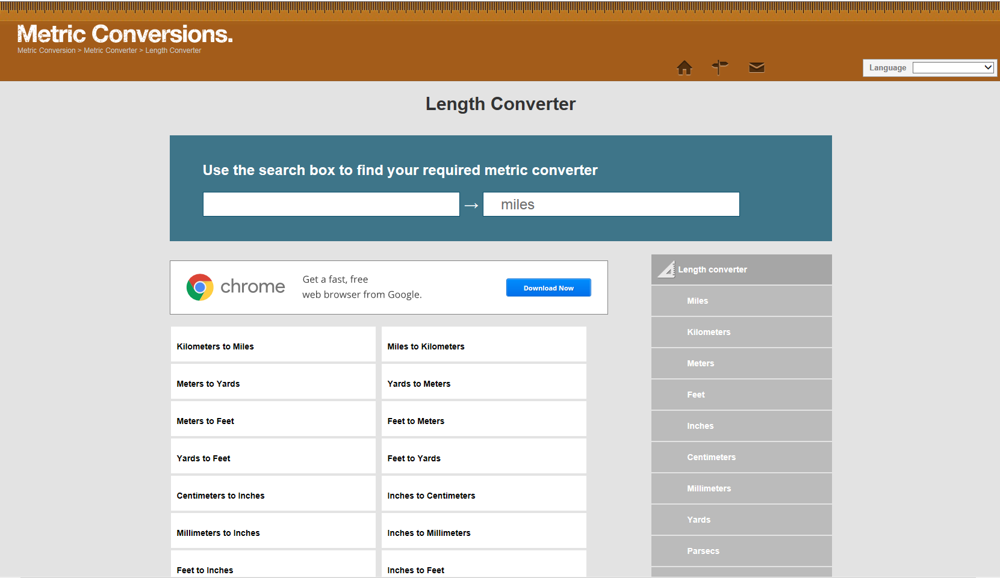 Metric Conversions.
Metric Conversion > Metric Converter > Length Converter
Language
Length Converter
Use the search box to find your required metric converter
→ miles
chrome
Get a fast, free
web browser from Google.
Download Now
Kilometers to Miles
Miles to Kilometers
Meters to Yards
Yards to Meters
Meters to Feet
Feet to Meters
Yards to Feet
Feet to Yards
Centimeters to Inches
Inches to Centimeters
Millimeters to Inches
Inches to Millimeters
Feet to Inches
Inches to Feet
Length converter
Miles
Kilometers
Meters
Feet
Inches
Centimeters
Millimeters
Yards
Parsecs